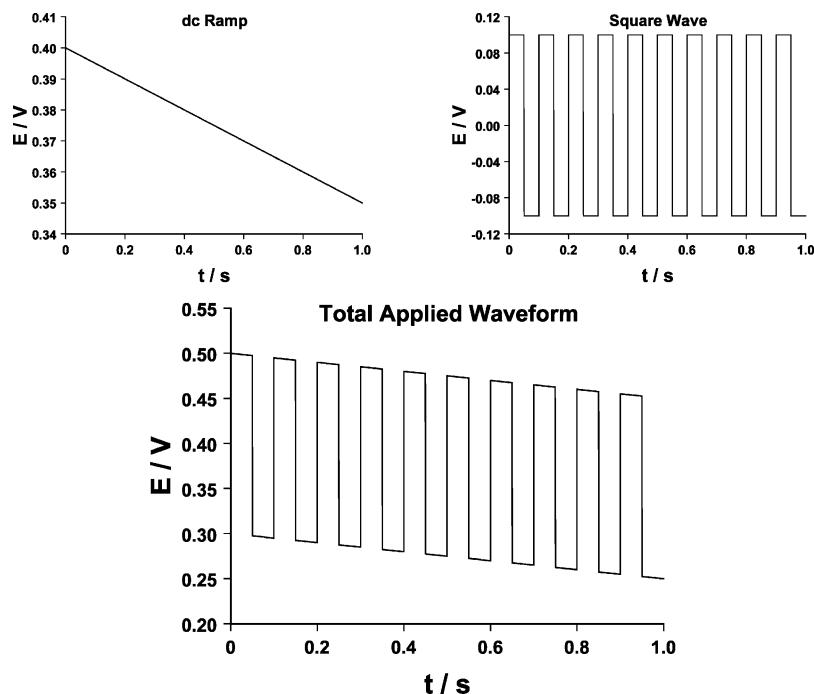 dc Ramp
0.41
0.40
0.39
0.38
0.37
0.36
0.35
0.34
E / V
0 0.2 0.4 0.6 0.8 1.0
t / s
Square Wave
0.12
0.08
0.04
0.00
-0.04
-0.08
-0.12
E / V
0 0.2 0.4 0.6 0.8 1.0
t / s
Total Applied Waveform
0.55
0.50
0.45
0.40
0.35
0.30
0.25
0.20
E / V
0 0.2 0.4 0.6 0.8 1.0
t / s